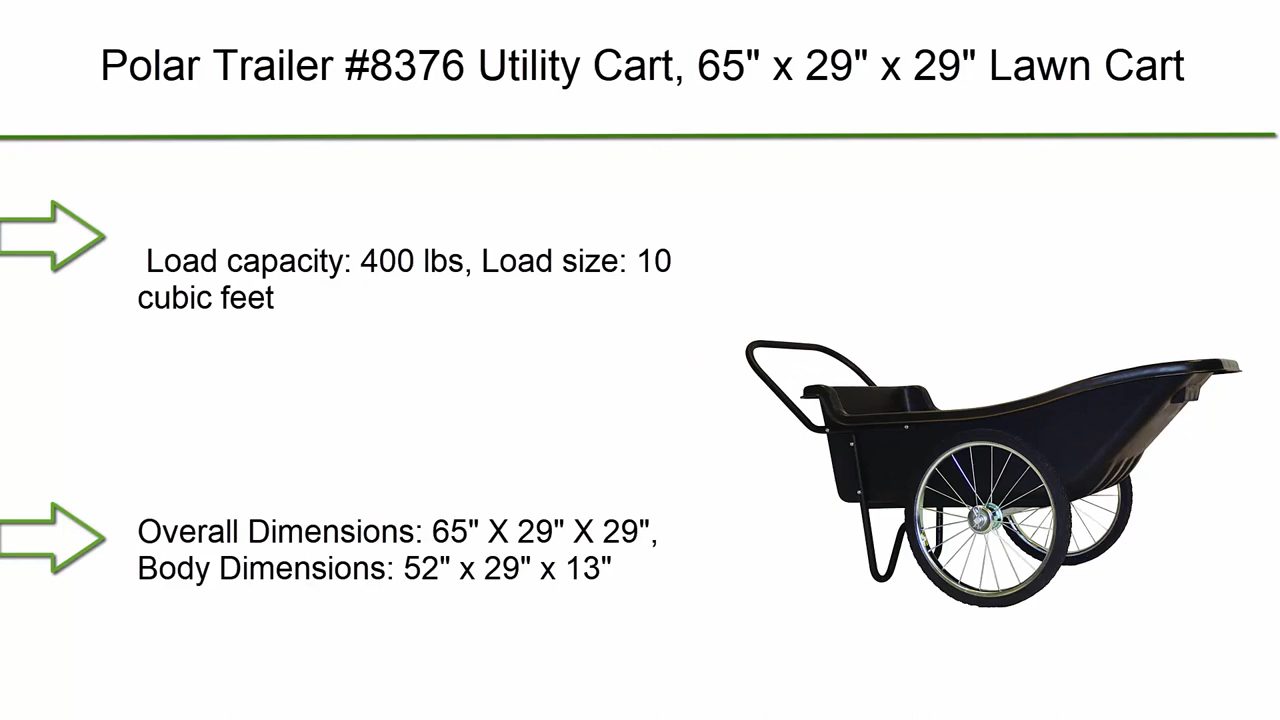 Polar Trailer #8376 Utility Cart, 65" x 29" x 29" Lawn Cart
Load capacity: 400 lbs, Load size: 10
cubic feet
Overall Dimensions: 65" X 29" X 29",
Body Dimensions: 52" x 29" x 13"